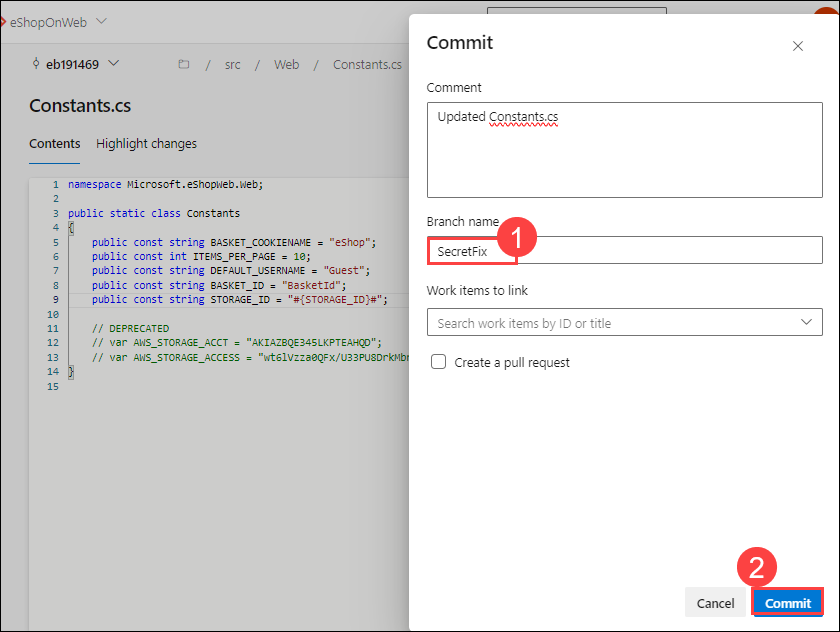 eShopOnWeb
eb191469 / src / Web / Constants.cs
Constants.cs
Contents Highlight changes
1 namespace Microsoft.eShopWeb.Web;
2
3 public static class Constants
4 {
5 public const string BASKET_COOKIENAME = "eShop";
6 public const int ITEMS_PER_PAGE = 10;
7 public const string DEFAULT_USERNAME = "Guest";
8 public const string BASKET_ID = "BasketId";
9 public const string STORAGE_ID = "#{STORAGE_ID}#";
10
11 // DEPRECATED
12 // var AWS_STORAGE_ACCT = "AKIAZBQE345LKPTEAHQD";
13 // var AWS_STORAGE_ACCESS = "wt6lVzza0QFx/U33PU8DrkMbn
14 }
15
Commit
Comment
Updated Constants.cs
Branch name
1
SecretFix
Work items to link
Search work items by ID or title
Create a pull request
2
Cancel Commit